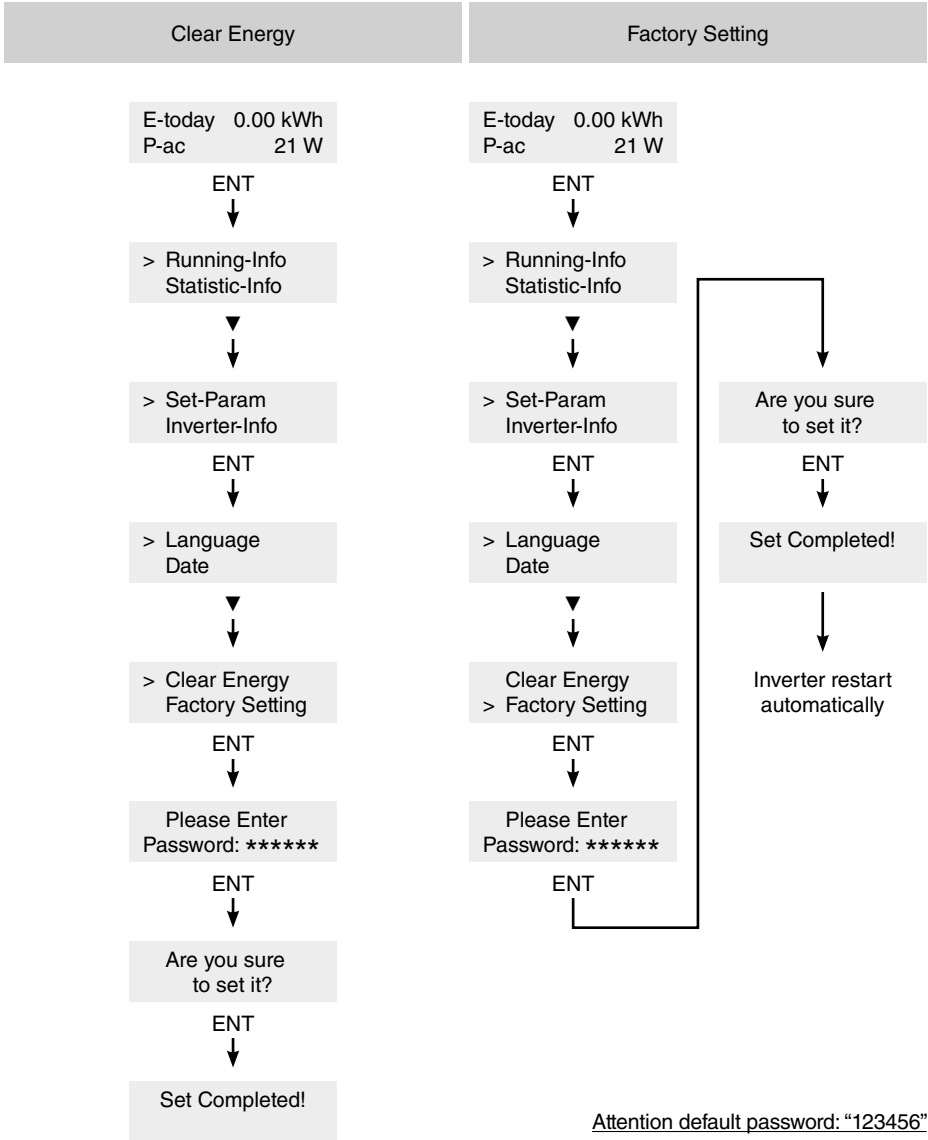 Clear Energy
E-today 0.00 kWh
P-ac 21 W
ENT
> Running-Info
Statistic-Info
▼
> Set-Param
Inverter-Info
ENT
> Language
Date
▼
> Clear Energy
Factory Setting
ENT
Please Enter
Password: ******
ENT
Are you sure
to set it?
ENT
Set Completed!
Factory Setting
E-today 0.00 kWh
P-ac 21 W
ENT
> Running-Info
Statistic-Info
▼
> Set-Param
Inverter-Info
ENT
> Language
Date
▼
Clear Energy
> Factory Setting
ENT
Please Enter
Password: ******
ENT
Are you sure
to set it?
ENT
Set Completed!
Inverter restart
automatically
Attention default password: “123456”